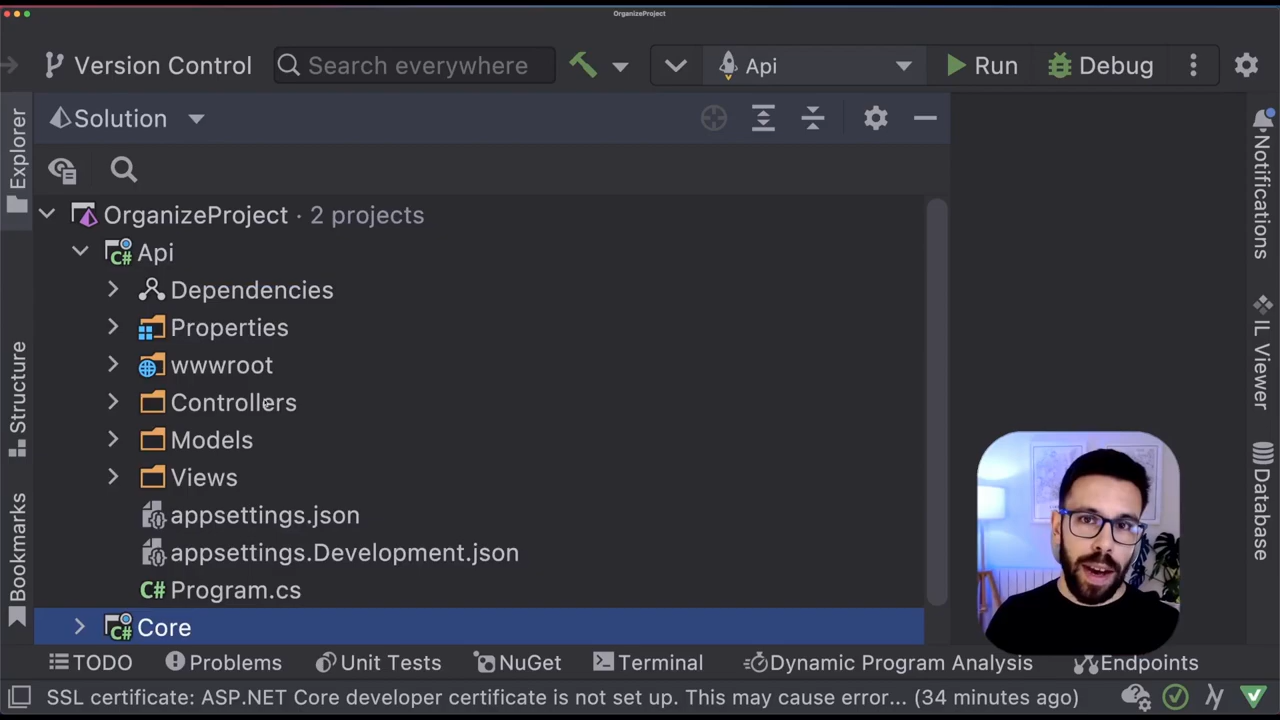 OrganizeProject
Version Control
Search everywhere
Api
Run
Debug
Explorer
Solution
Notifications
OrganizeProject · 2 projects
C# Api
Dependencies
Properties
wwwroot
IL Viewer
Structure
Controllers
Models
Views
Database
appsettings.json
Bookmarks
appsettings.Development.json
C# Program.cs
C# Core
TODO
Problems
Unit Tests
NuGet
Terminal
Dynamic Program Analysis
Endpoints
SSL certificate: ASP.NET Core developer certificate is not set up. This may cause error... (34 minutes ago)